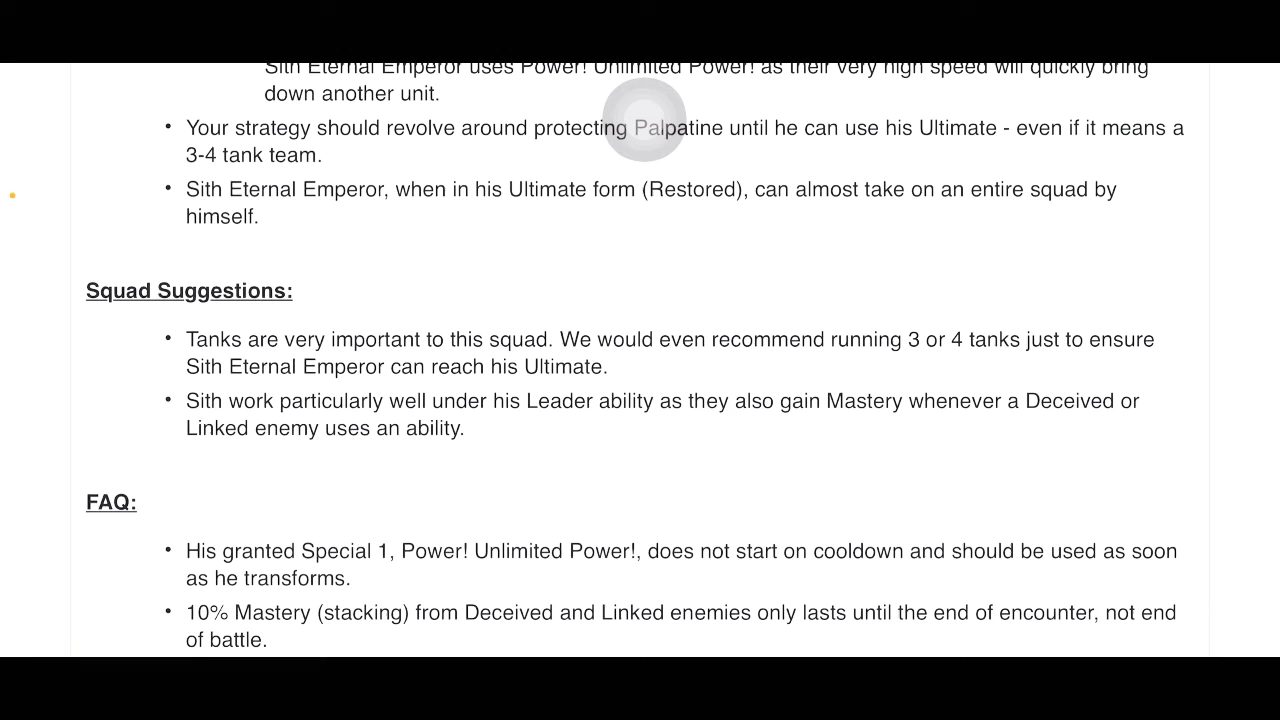 Sith Eternal Emperor uses Power! Unlimited Power! as their very high speed will quickly bring
down another unit.
• Your strategy should revolve around protecting Palpatine until he can use his Ultimate - even if it means a
3-4 tank team.
• Sith Eternal Emperor, when in his Ultimate form (Restored), can almost take on an entire squad by
himself.
Squad Suggestions:
• Tanks are very important to this squad. We would even recommend running 3 or 4 tanks just to ensure
Sith Eternal Emperor can reach his Ultimate.
• Sith work particularly well under his Leader ability as they also gain Mastery whenever a Deceived or
Linked enemy uses an ability.
FAQ:
• His granted Special 1, Power! Unlimited Power!, does not start on cooldown and should be used as soon
as he transforms.
• 10% Mastery (stacking) from Deceived and Linked enemies only lasts until the end of encounter, not end
of battle.